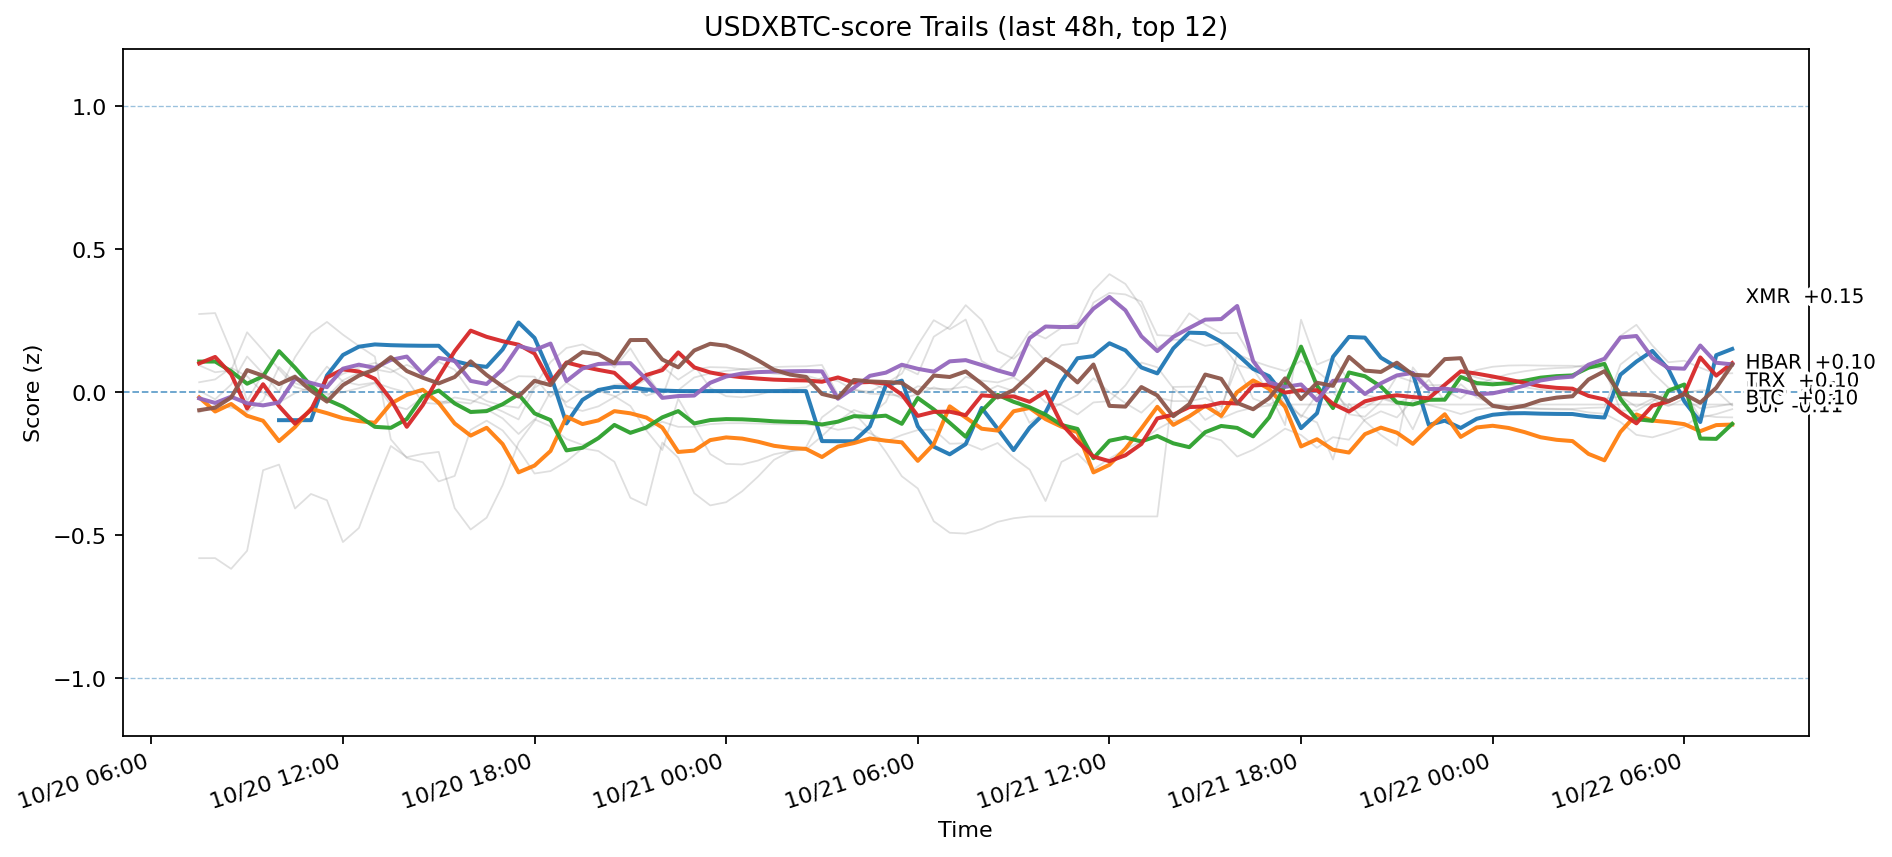 USDXBTC-score Trails (last 48h, top 12)
Score (z)
1.0
0.5
0.0
−0.5
−1.0
XMR +0.15
HBAR +0.10
TRX +0.10
BTC +0.10
-0.11
10/20 06:00
10/20 12:00
10/20 18:00
10/21 00:00
10/21 06:00
10/21 12:00
10/21 18:00
10/22 00:00
10/22 06:00
Time